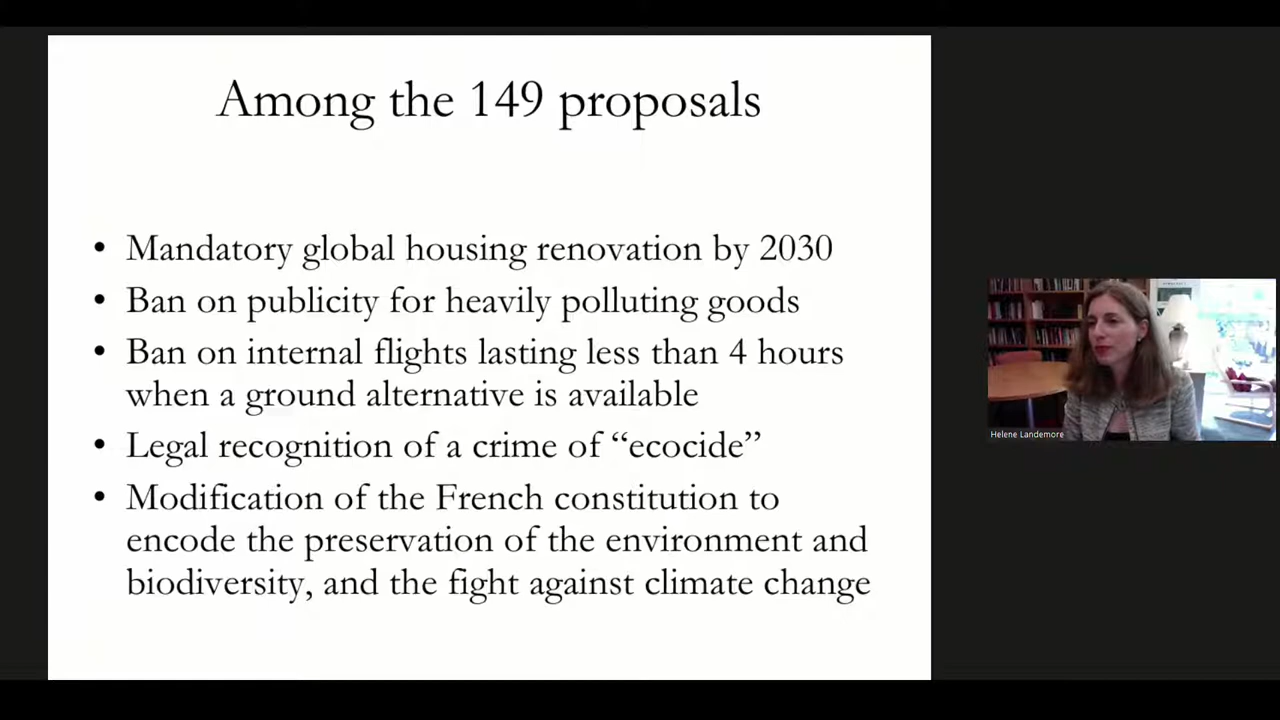 Among the 149 proposals
• Mandatory global housing renovation by 2030
• Ban on publicity for heavily polluting goods
• Ban on internal flights lasting less than 4 hours
when a ground alternative is available
• Legal recognition of a crime of “ecocide”
• Modification of the French constitution to
encode the preservation of the environment and
biodiversity, and the fight against climate change
Helene Landemore